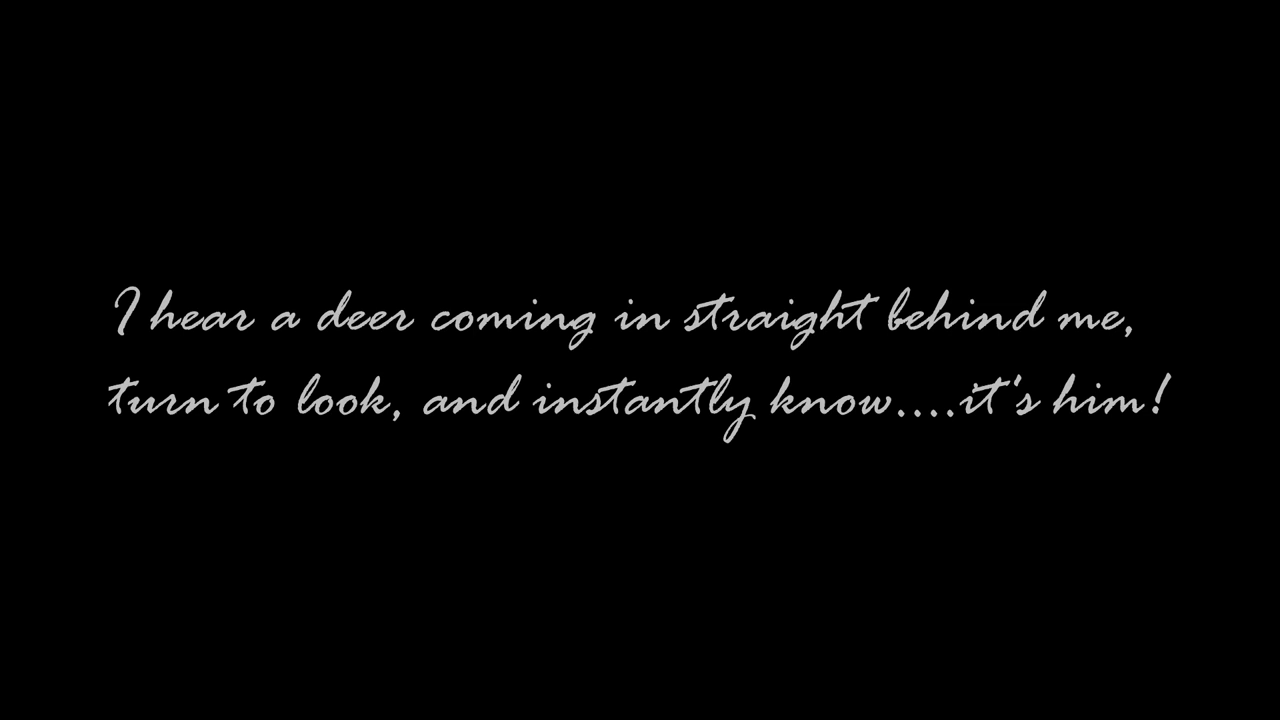 I hear a deer coming in straight behind me,
turn to look, and instantly know....it's him!